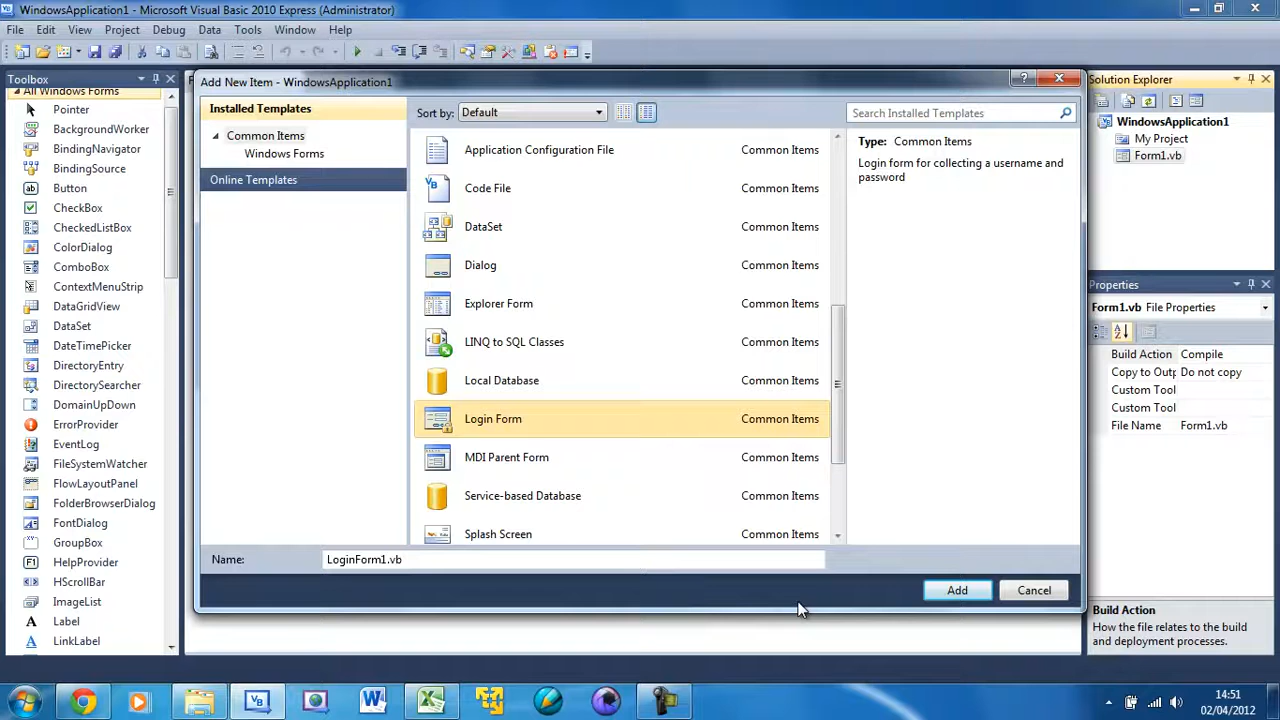 WindowsApplication1 - Microsoft Visual Basic 2010 Express (Administrator)
File Edit View Project Debug Data Tools Window Help
Toolbox
All Windows Forms
Pointer
BackgroundWorker
BindingNavigator
BindingSource
Button
CheckBox
CheckedListBox
ColorDialog
ComboBox
ContextMenuStrip
DataGridView
DataSet
DateTimePicker
DirectoryEntry
DirectorySearcher
DomainUpDown
ErrorProvider
EventLog
FileSystemWatcher
FlowLayoutPanel
FolderBrowserDialog
FontDialog
GroupBox
HelpProvider
HScrollBar
ImageList
Label
LinkLabel
Add New Item - WindowsApplication1
Installed Templates
Common Items
Windows Forms
Online Templates
Sort by: Default
Search Installed Templates
Application Configuration File Common Items
Code File Common Items
DataSet Common Items
Dialog Common Items
Explorer Form Common Items
LINQ to SQL Classes Common Items
Local Database Common Items
Login Form Common Items
MDI Parent Form Common Items
Service-based Database Common Items
Splash Screen Common Items
Type: Common Items
Login form for collecting a username and
password
Name: LoginForm1.vb
Add Cancel
Solution Explorer
WindowsApplication1
My Project
Form1.vb
Properties
Form1.vb File Properties
Build Action Compile
Copy to Outp Do not copy
Custom Tool
Custom Tool
File Name Form1.vb
Build Action
How the file relates to the build
and deployment processes.
14:51
02/04/2012